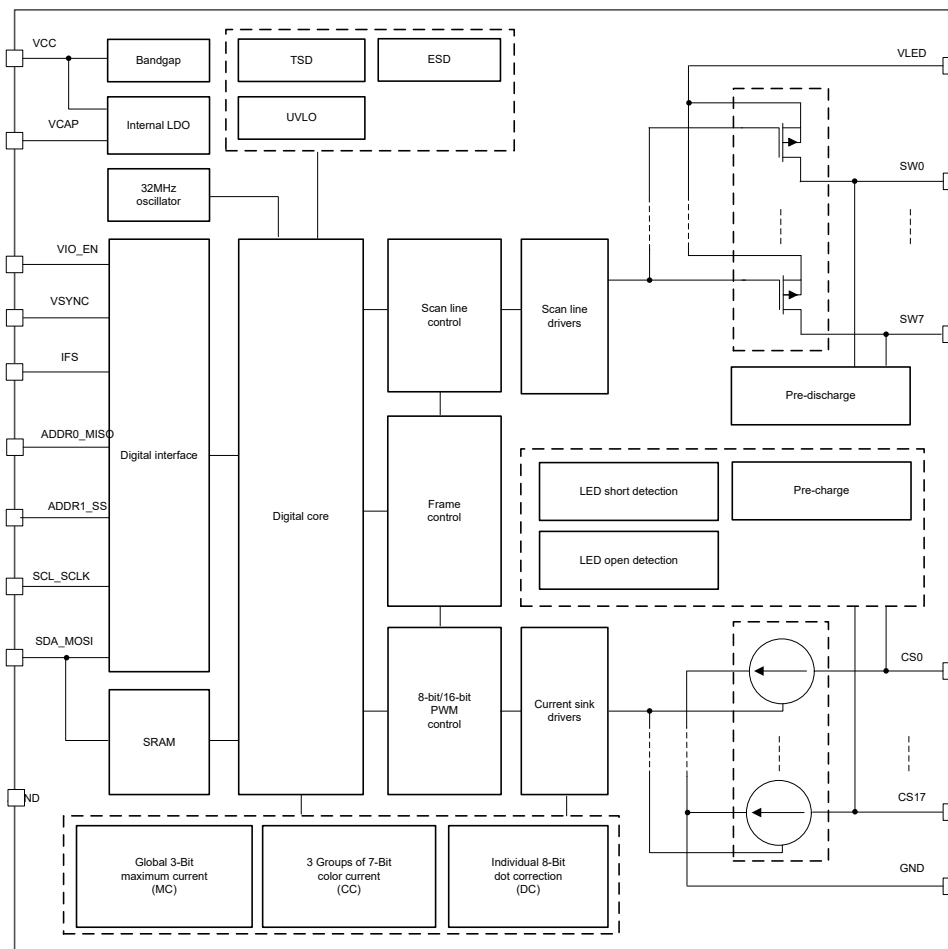 VCC
Bandgap
TSD
ESD
VLED
UVLO
VCAP
Internal LDO
32MHz
oscillator
SW0
VIO_EN
VSYNC
Scan line
control
Scan line
drivers
SW7
IFS
Pre-discharge
ADDR0_MISO
Digital interface
ADDR1_SS
Digital core
Frame
control
LED short detection
Pre-charge
LED open detection
SCL_SCLK
SDA_MOSI
CS0
SRAM
8-bit/16-bit
PWM
control
Current sink
drivers
ND
CS17
Global 3-Bit
maximum current
(MC)
3 Groups of 7-Bit
color current
(CC)
Individual 8-Bit
dot correction
(DC)
GND